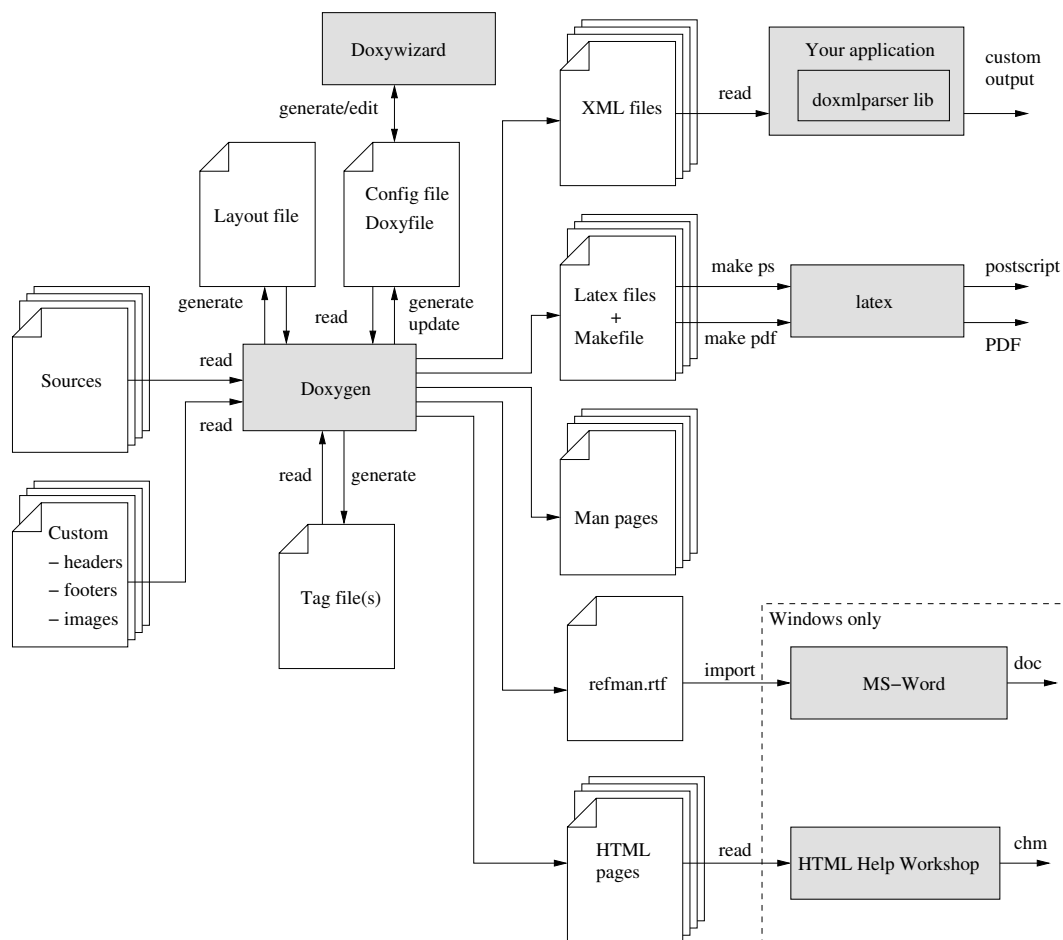 Doxywizard
Your application
doxmlparser lib
custom
output
generate/edit
XML files
read
Layout file
Config file
Doxyfile
generate
read
generate
update
make ps
postscript
Latex files
+
Makefile
latex
make pdf
PDF
read
Sources
Doxygen
read
read
generate
Custom
− headers
− footers
− images
Tag file(s)
Man pages
Windows only
refman.rtf
import
MS−Word
doc
HTML
pages
read
HTML Help Workshop
chm